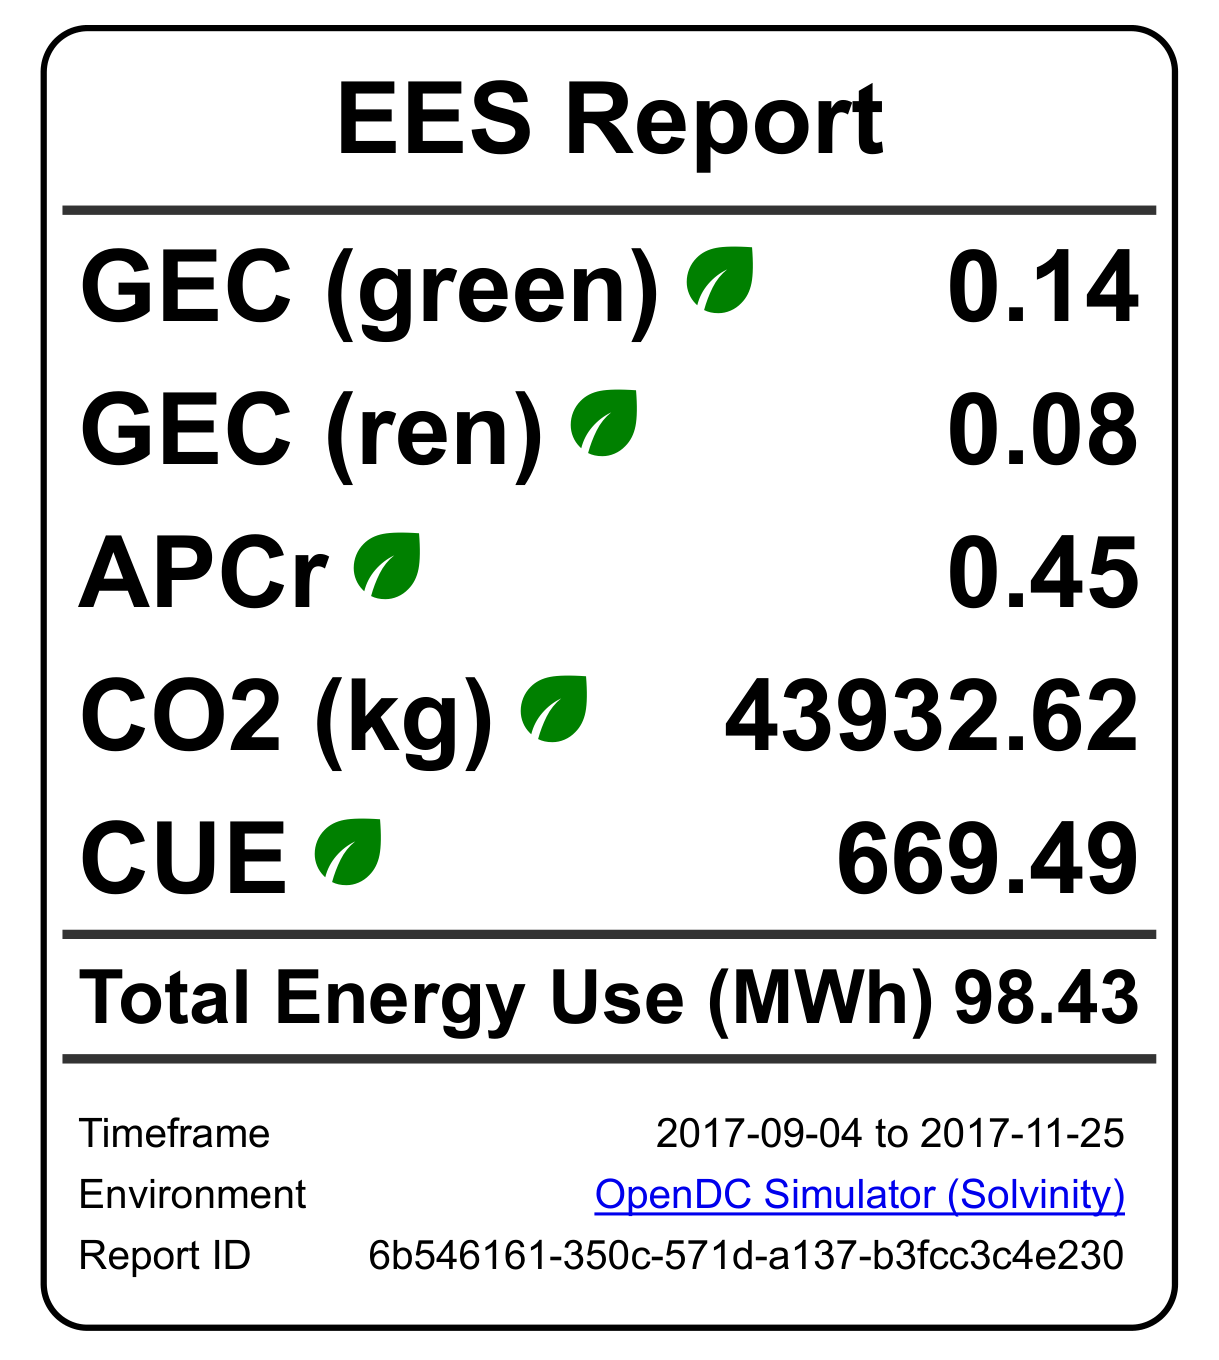 EES Report
GEC (green) 0.14
GEC (ren) 0.08
APCr 0.45
CO2 (kg) 43932.62
CUE 669.49
Total Energy Use (MWh) 98.43
Timeframe 2017-09-04 to 2017-11-25
Environment OpenDC Simulator (Solvinity)
Report ID 6b546161-350c-571d-a137-b3fcc3c4e230